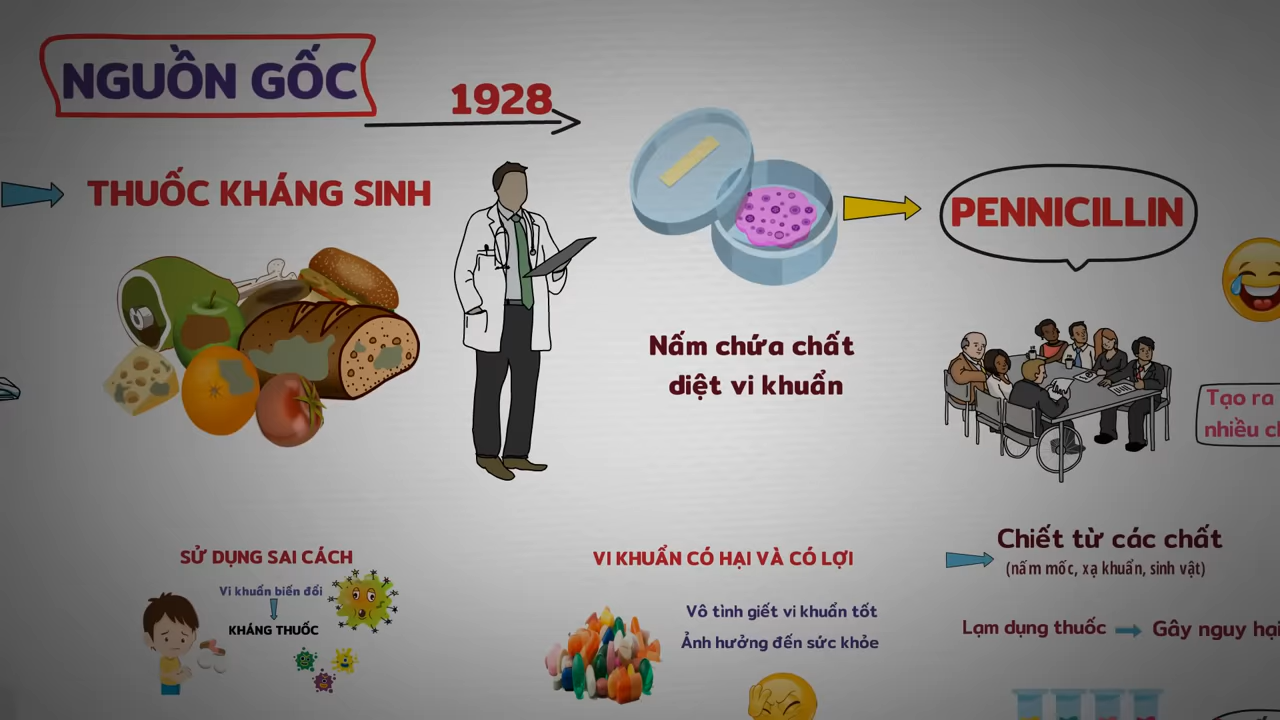 NGUỒN GỐC
1928
THUỐC KHÁNG SINH
PENNICILLIN
Nấm chứa chất
diệt vi khuẩn
Tạo ra
nhiều
Chiết từ các chất
(nấm mốc, xạ khuẩn, sinh vật)
SỬ DỤNG SAI CÁCH
Vi khuẩn biến đổi
KHÁNG THUỐC
VI KHUẨN CÓ HẠI VÀ CÓ LỢI
Vô tình giết vi khuẩn tốt
Ảnh hưởng đến sức khỏe
Lạm dụng thuốc
Gây nguy hại